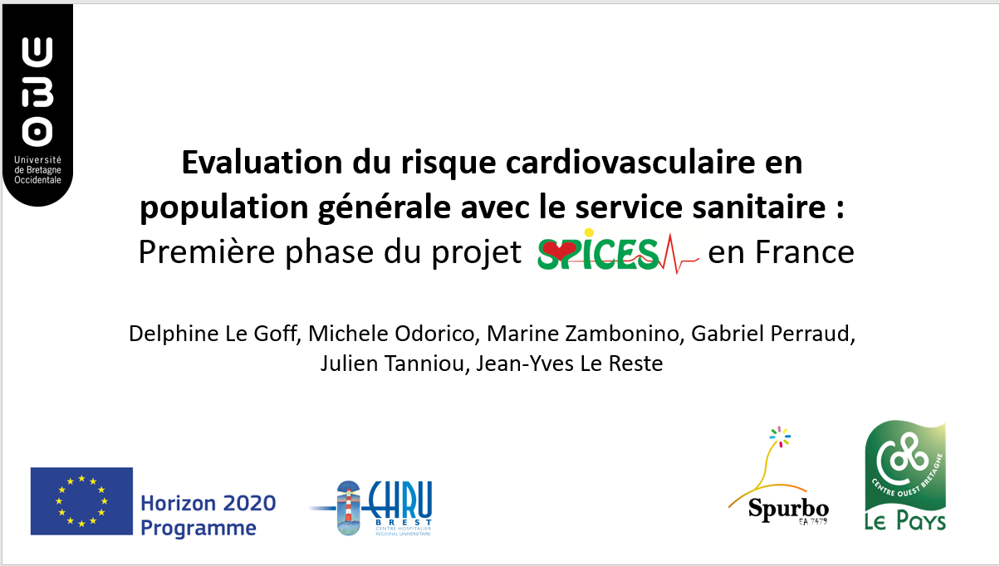 UBO
Université
de Bretagne
Occidentale
Evaluation du risque cardiovasculaire en
population générale avec le service sanitaire :
Première phase du projet SPICES en France
Delphine Le Goff, Michele Odorico, Marine Zambonino, Gabriel Perraud,
Julien Tanniou, Jean-Yves Le Reste
Horizon 2020
Programme
CHRU
BREST
CENTRE HOSPITALIER
REGIONAL UNIVERSITAIRE
Spurbo
EA 7479
COB
CENTRE OUEST BRETAGNE
Le Pays